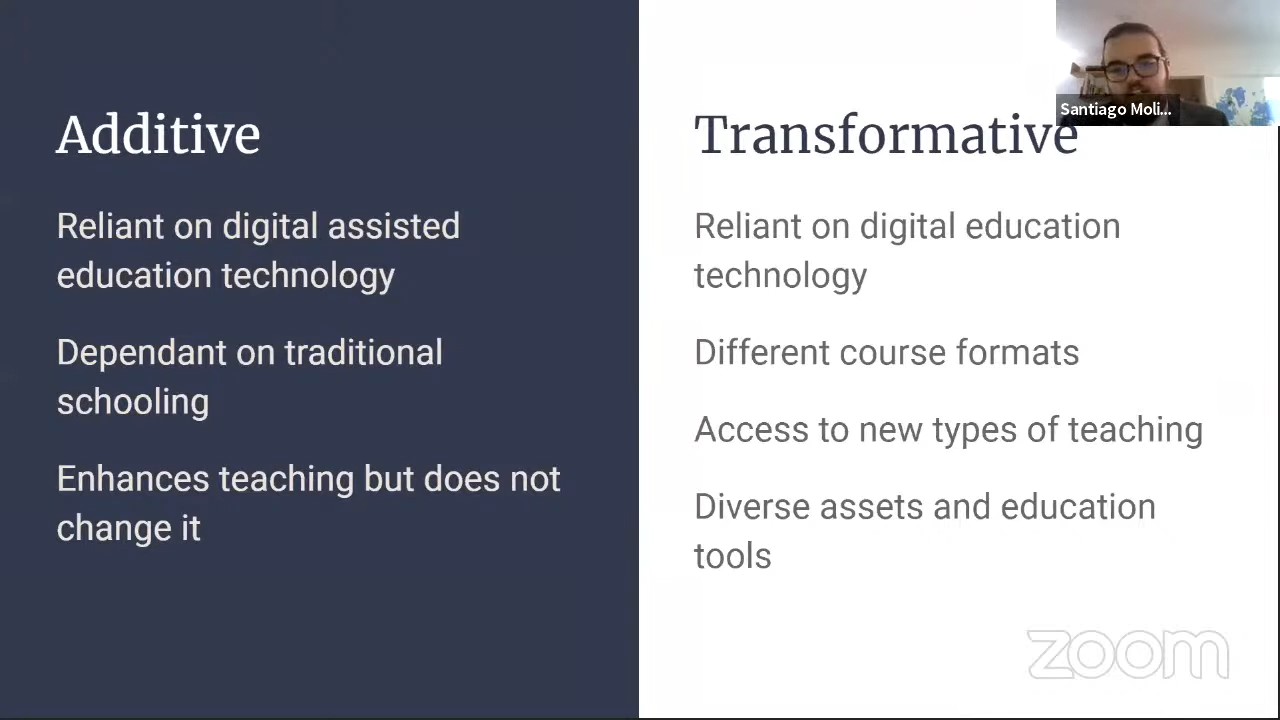 Additive
Reliant on digital assisted
education technology
Dependant on traditional
schooling
Enhances teaching but does not
change it
Santiago Moli...
Transformative
Reliant on digital education
technology
Different course formats
Access to new types of teaching
Diverse assets and education
tools
zoom